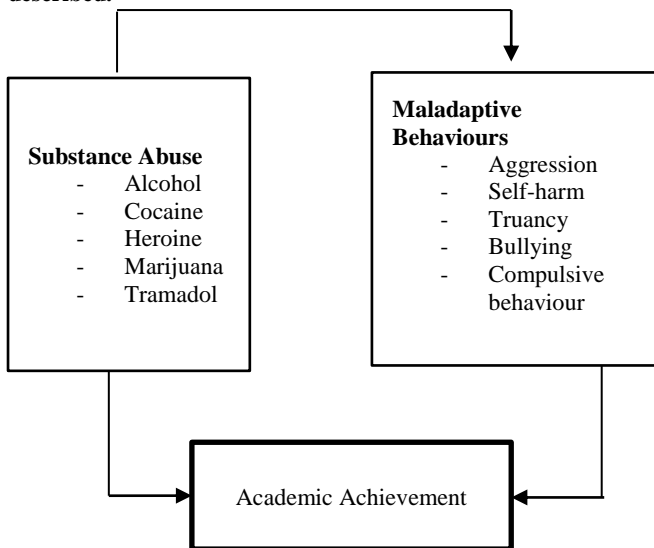 described.
Substance Abuse
- Alcohol
- Cocaine
- Heroine
- Marijuana
- Tramadol
Maladaptive
Behaviours
- Aggression
- Self-harm
- Truancy
- Bullying
- Compulsive
behaviour
Academic Achievement